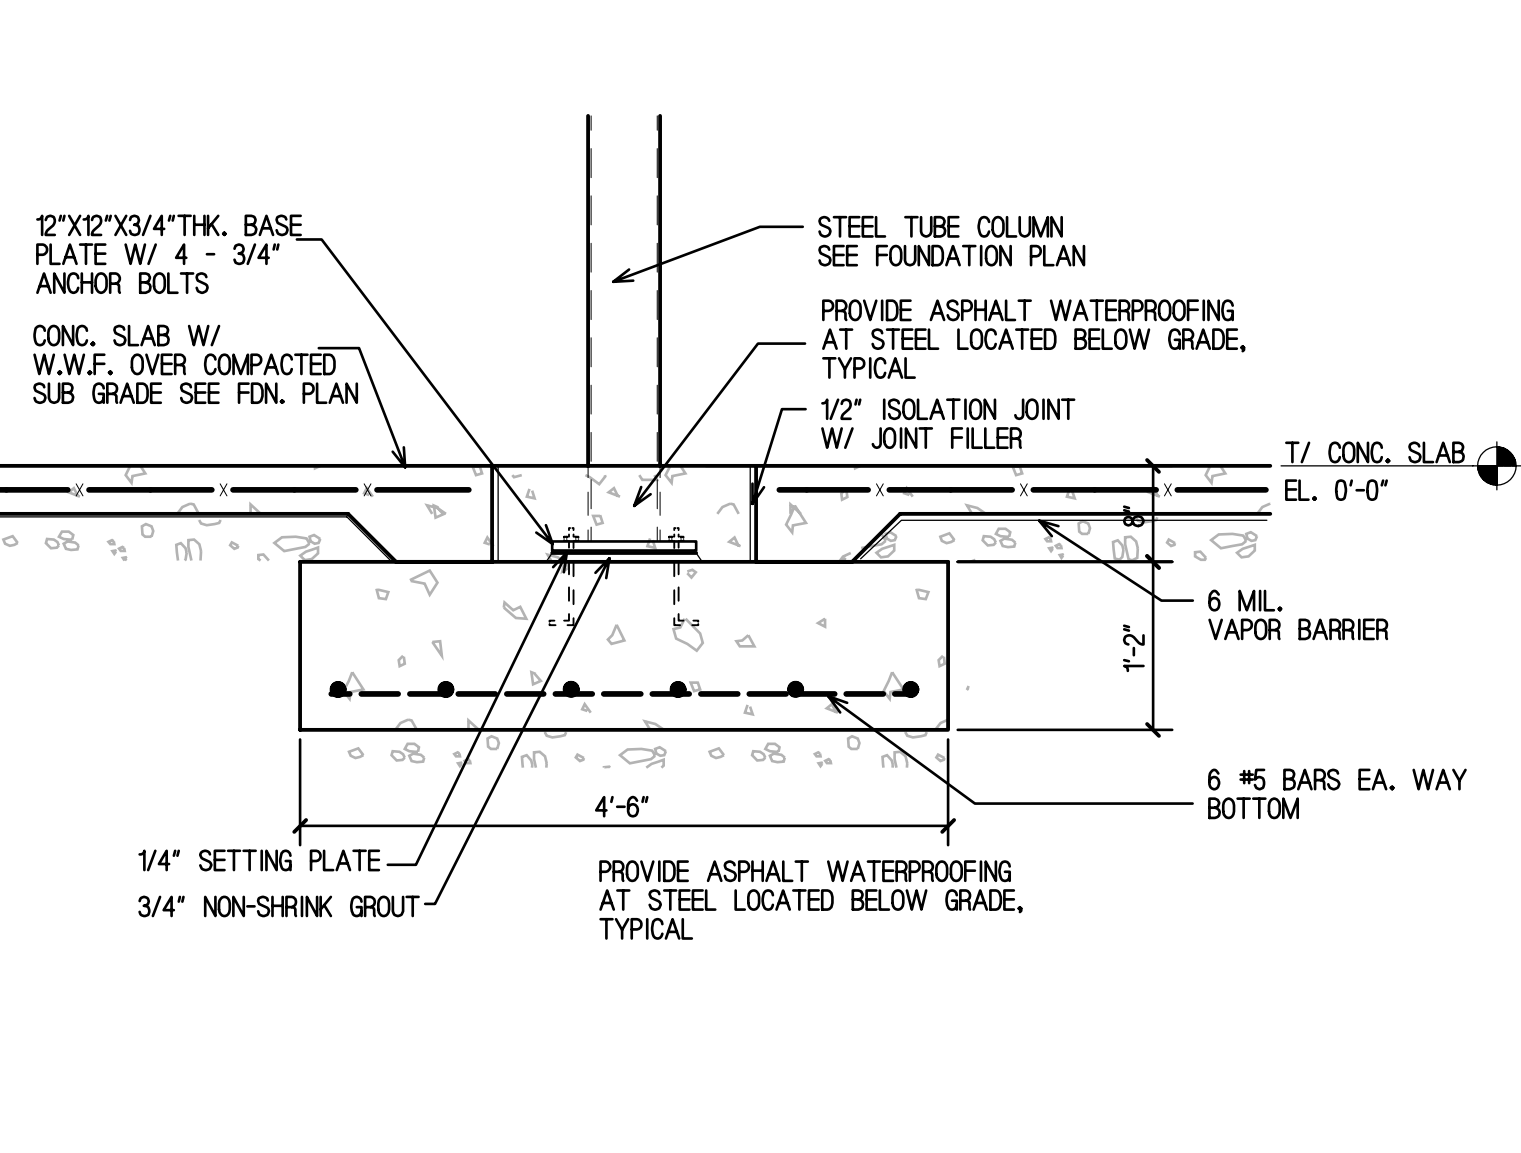 12"X12"X3/4"THK. BASE
PLATE W/ 4 - 3/4"
ANCHOR BOLTS
CONC. SLAB W/
W.W.F. OVER COMPACTED
SUB GRADE SEE FDN. PLAN
STEEL TUBE COLUMN
SEE FOUNDATION PLAN
PROVIDE ASPHALT WATERPROOFING
AT STEEL LOCATED BELOW GRADE,
TYPICAL
1/2" ISOLATION JOINT
W/ JOINT FILLER
T/ CONC. SLAB
EL. 0'-0"
8"
6 MIL.
VAPOR BARRIER
1'-2"
6 #5 BARS EA. WAY
BOTTOM
4'-6"
1/4" SETTING PLATE
3/4" NON-SHRINK GROUT
PROVIDE ASPHALT WATERPROOFING
AT STEEL LOCATED BELOW GRADE,
TYPICAL